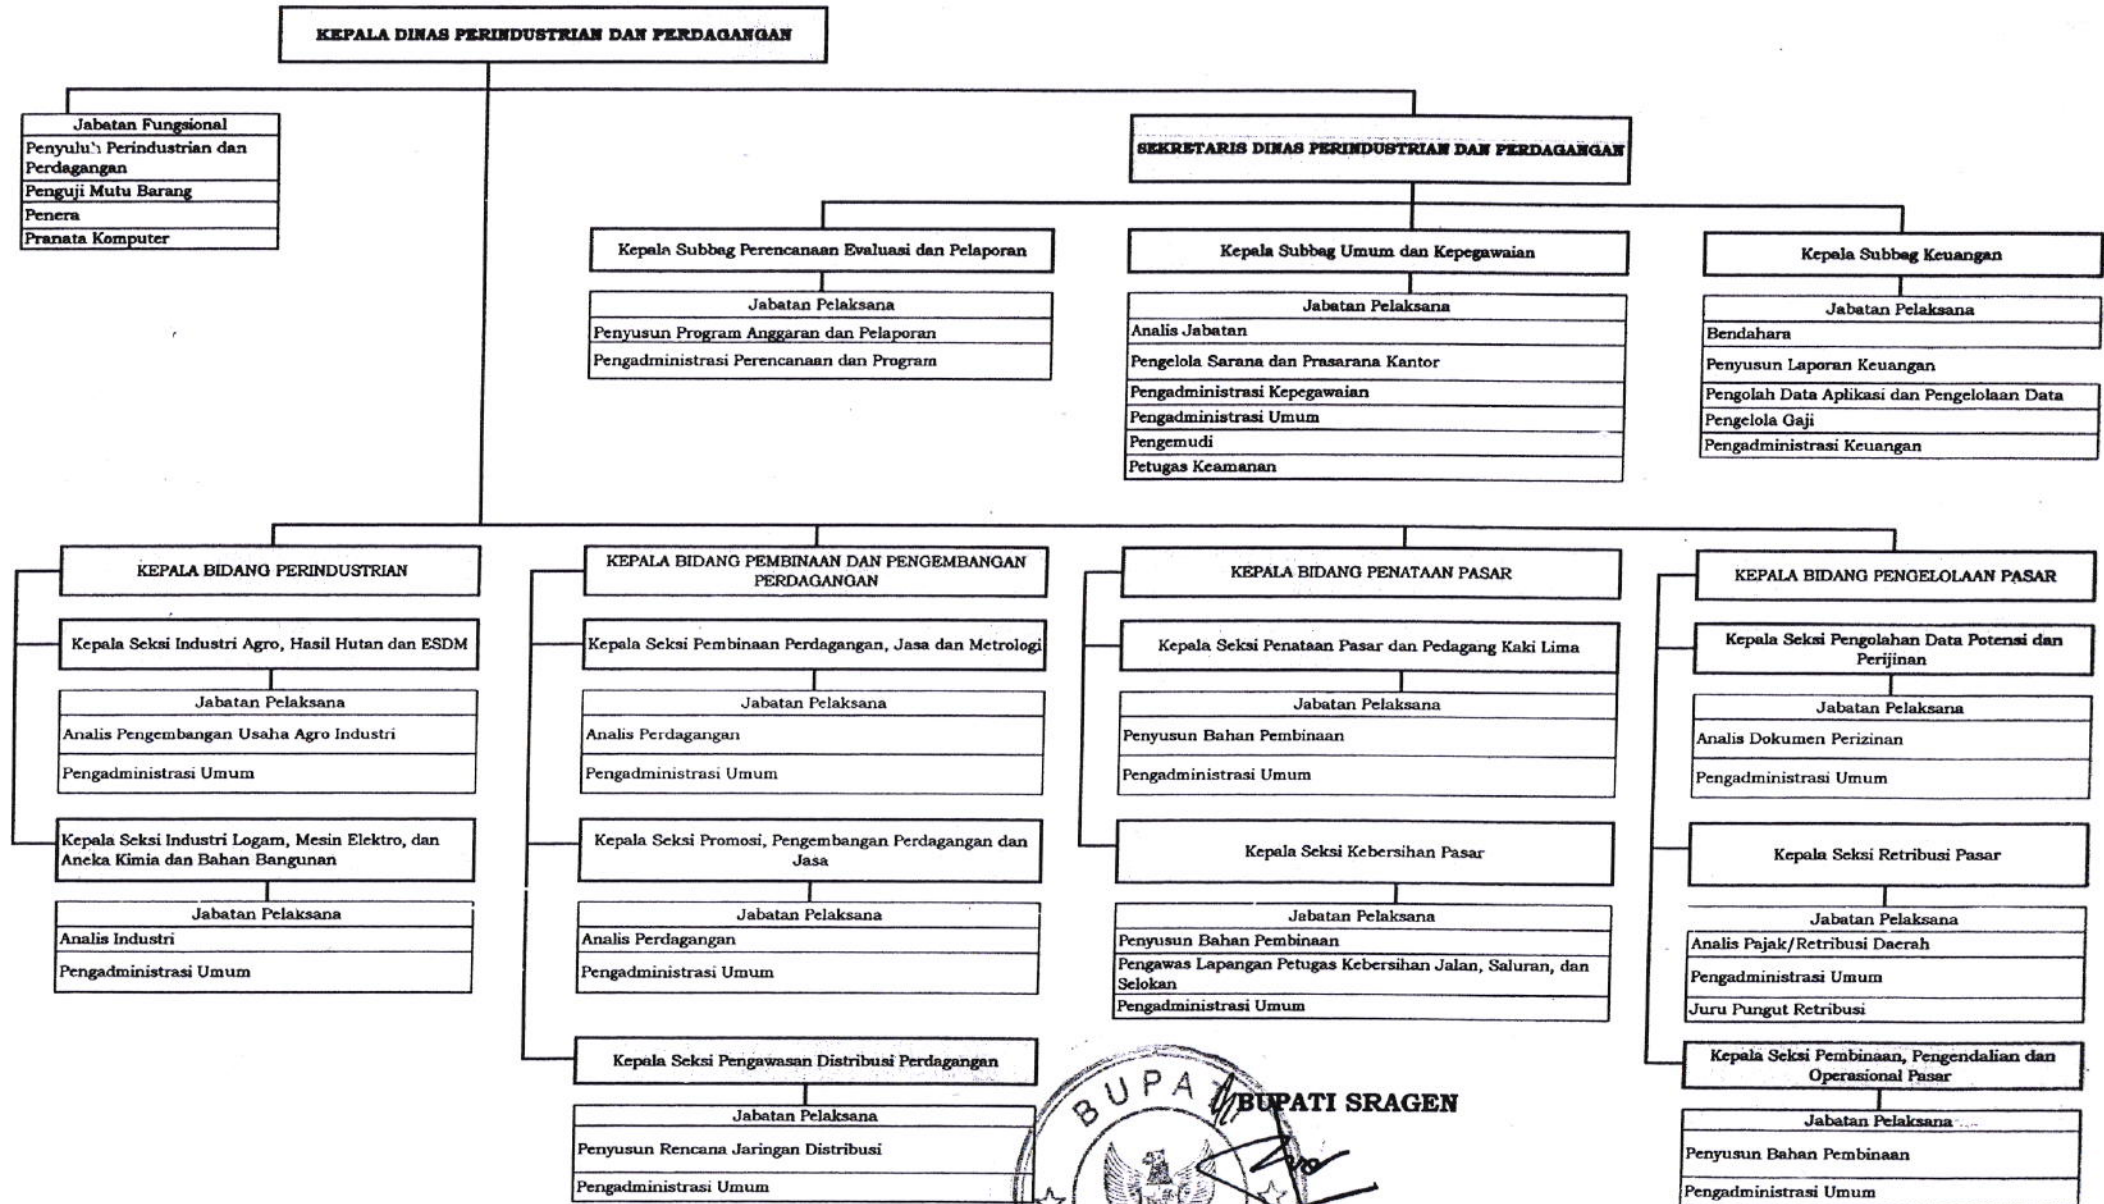 KEPALA DINAS PERINDUSTRIAN DAN PERDAGANGAN
Jabatan Fungsional
Penyuluh Perindustrian dan
Perdagangan
Penguji Mutu Barang
Penera
Pranata Komputer
SEKRETARIS DINAS PERINDUSTRIAN DAN PERDAGANGAN
Kepala Subbag Perencanaan Evaluasi dan Pelaporan
Jabatan Pelaksana
Penyusun Program Anggaran dan Pelaporan
Pengadministrasi Perencanaan dan Program
Kepala Subbag Umum dan Kepegawaian
Jabatan Pelaksana
Analis Jabatan
Pengelola Sarana dan Prasarana Kantor
Pengadministrasi Kepegawaian
Pengadministrasi Umum
Pengemudi
Petugas Keamanan
Kepala Subbag Keuangan
Jabatan Pelaksana
Bendahara
Penyusun Laporan Keuangan
Pengolah Data Aplikasi dan Pengelolaan Data
Pengelola Gaji
Pengadministrasi Keuangan
KEPALA BIDANG PERINDUSTRIAN
Kepala Seksi Industri Agro, Hasil Hutan dan ESDM
Jabatan Pelaksana
Analis Pengembangan Usaha Agro Industri
Pengadministrasi Umum
Kepala Seksi Industri Logam, Mesin Elektro, dan
Aneka Kimia dan Bahan Bangunan
Jabatan Pelaksana
Analis Industri
Pengadministrasi Umum
KEPALA BIDANG PEMBINAAN DAN PENGEMBANGAN
PERDAGANGAN
Kepala Seksi Pembinaan Perdagangan, Jasa dan Metrologi
Jabatan Pelaksana
Analis Perdagangan
Pengadministrasi Umum
Kepala Seksi Promosi, Pengembangan Perdagangan dan
Jasa
Jabatan Pelaksana
Analis Perdagangan
Pengadministrasi Umum
Kepala Seksi Pengawasan Distribusi Perdagangan
Jabatan Pelaksana
Penyusun Rencana Jaringan Distribusi
Pengadministrasi Umum
KEPALA BIDANG PENATAAN PASAR
Kepala Seksi Penataan Pasar dan Pedagang Kaki Lima
Jabatan Pelaksana
Penyusun Bahan Pembinaan
Pengadministrasi Umum
Kepala Seksi Kebersihan Pasar
Jabatan Pelaksana
Penyusun Bahan Pembinaan
Pengawas Lapangan Petugas Kebersihan Jalan, Saluran, dan
Selokan
Pengadministrasi Umum
KEPALA BIDANG PENGELOLAAN PASAR
Kepala Seksi Pengolahan Data Potensi dan
Perijinan
Jabatan Pelaksana
Analis Dokumen Perizinan
Pengadministrasi Umum
Kepala Seksi Retribusi Pasar
Jabatan Pelaksana
Analis Pajak/Retribusi Daerah
Pengadministrasi Umum
Juru Pungut Retribusi
Kepala Seksi Pembinaan, Pengendalian dan
Operasional Pasar
Jabatan Pelaksana
Penyusun Bahan Pembinaan
Pengadministrasi Umum
BUPATI
BUPATI SRAGEN